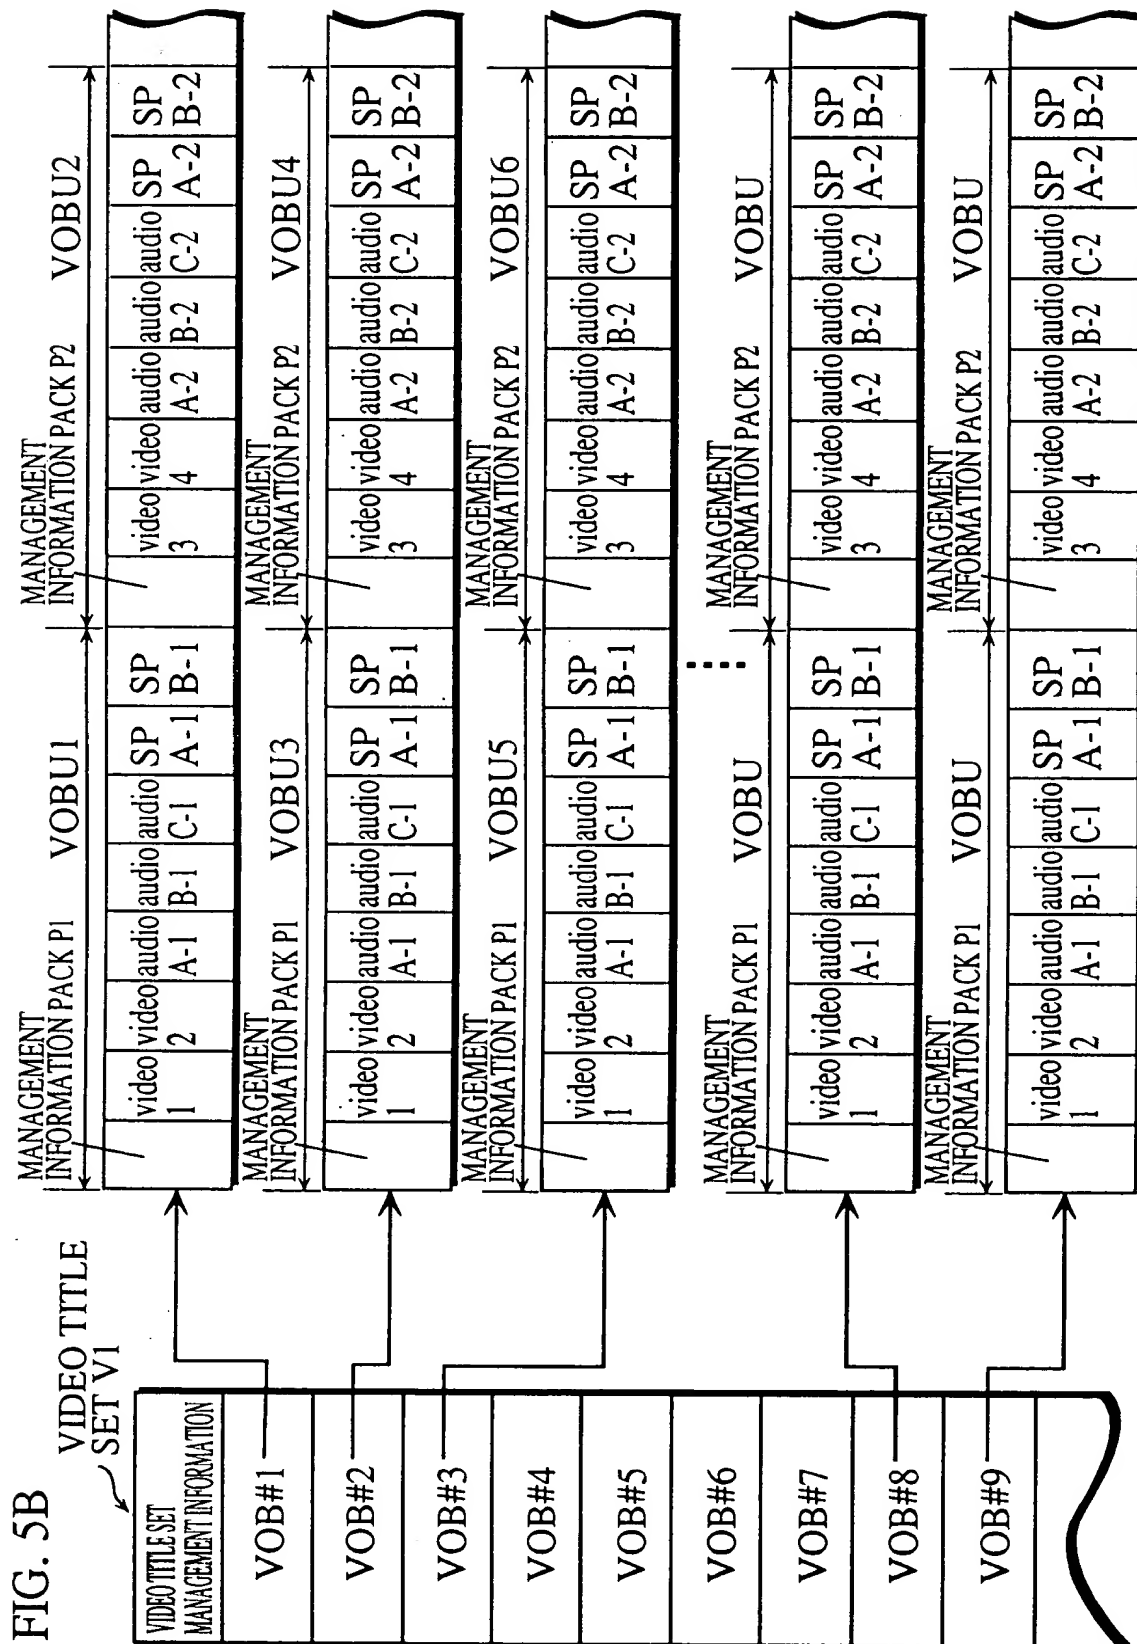 FIG. 5B
VIDEO TITLE
SET V1
VIDEO TITLE SET
MANAGEMENT INFORMATION
VOB#1
VOB#2
VOB#3
VOB#4
VOB#5
VOB#6
VOB#7
VOB#8
VOB#9
MANAGEMENT
INFORMATION PACK P1
VOBU1
MANAGEMENT
INFORMATION PACK P2
VOBU2
video video audio audio audio SP SP
1 2 A-1 B-1 C-1 A-1 B-1
video video audio audio audio SP SP
3 4 A-2 B-2 C-2 A-2 B-2
MANAGEMENT
INFORMATION PACK P1
VOBU3
MANAGEMENT
INFORMATION PACK P2
VOBU4
video video audio audio audio SP SP
1 2 A-1 B-1 C-1 A-1 B-1
video video audio audio audio SP SP
3 4 A-2 B-2 C-2 A-2 B-2
MANAGEMENT
INFORMATION PACK P1
VOBU5
MANAGEMENT
INFORMATION PACK P2
VOBU6
video video audio audio audio SP SP
1 2 A-1 B-1 C-1 A-1 B-1
video video audio audio audio SP SP
3 4 A-2 B-2 C-2 A-2 B-2
MANAGEMENT
INFORMATION PACK P1
VOBU
MANAGEMENT
INFORMATION PACK P2
VOBU
video video audio audio audio SP SP
1 2 A-1 B-1 C-1 A-1 B-1
video video audio audio audio SP SP
3 4 A-2 B-2 C-2 A-2 B-2
MANAGEMENT
INFORMATION PACK P1
VOBU
MANAGEMENT
INFORMATION PACK P2
VOBU
video video audio audio audio SP SP
1 2 A-1 B-1 C-1 A-1 B-1
video video audio audio audio SP SP
3 4 A-2 B-2 C-2 A-2 B-2